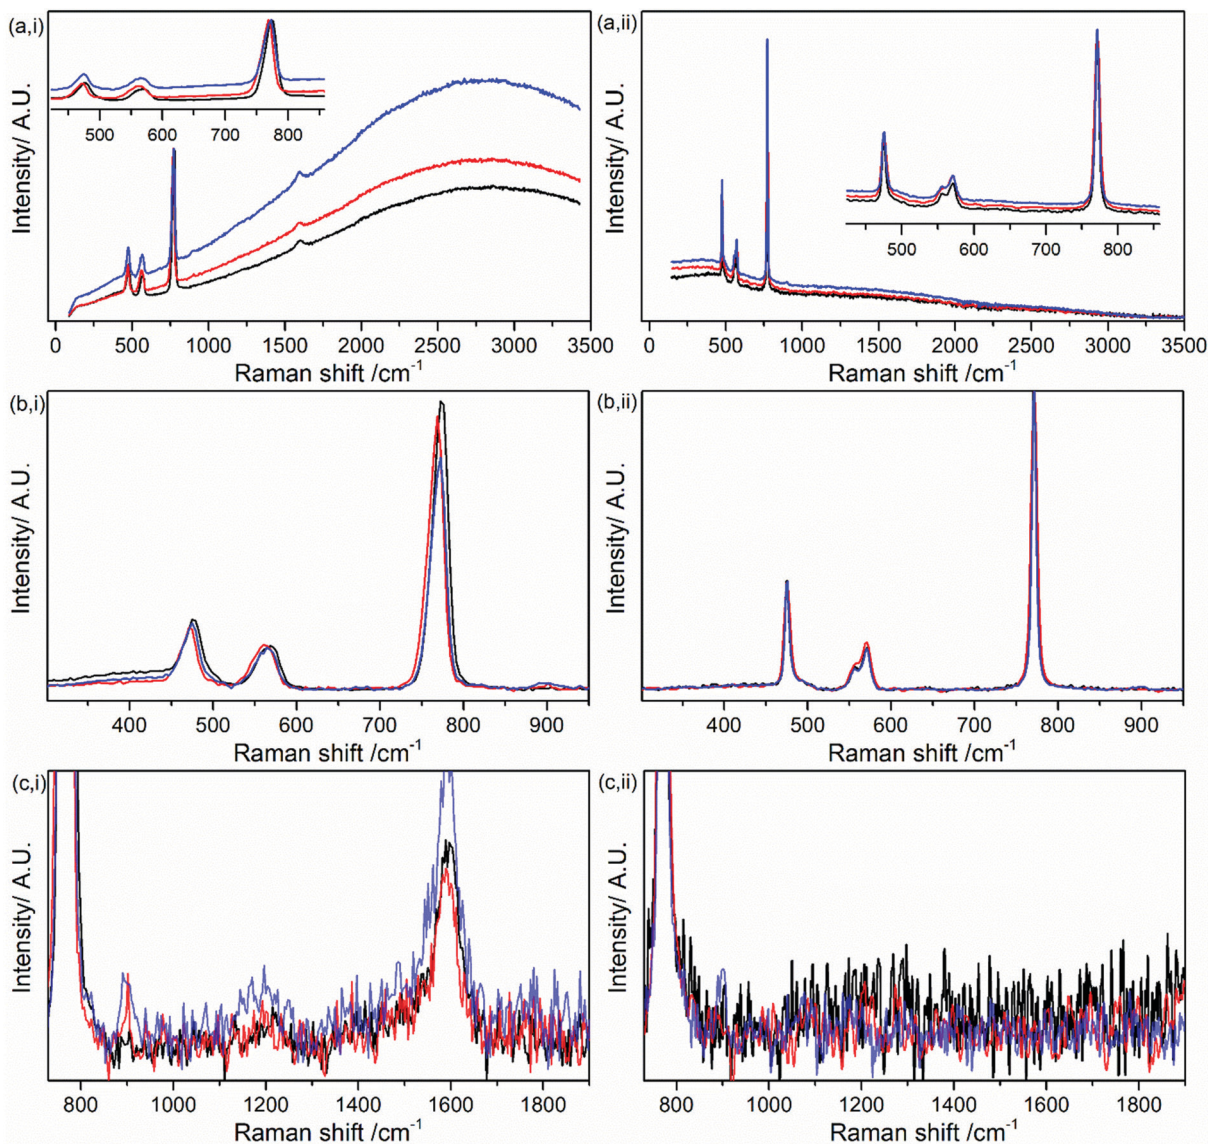 (a,i)
Intensity/ A.U.
500 600 700 800
0 500 1000 1500 2000 2500 3000 3500
Raman shift /cm-1
(a,ii)
Intensity/ A.U.
500 600 700 800
0 500 1000 1500 2000 2500 3000 3500
Raman shift /cm-1
(b,i)
Intensity/ A.U.
400 500 600 700 800 900
Raman shift /cm-1
(b,ii)
Intensity/ A.U.
400 500 600 700 800 900
Raman shift /cm-1
(c,i)
Intensity/ A.U.
800 1000 1200 1400 1600 1800
Raman shift /cm-1
(c,ii)
Intensity/ A.U.
800 1000 1200 1400 1600 1800
Raman shift /cm-1